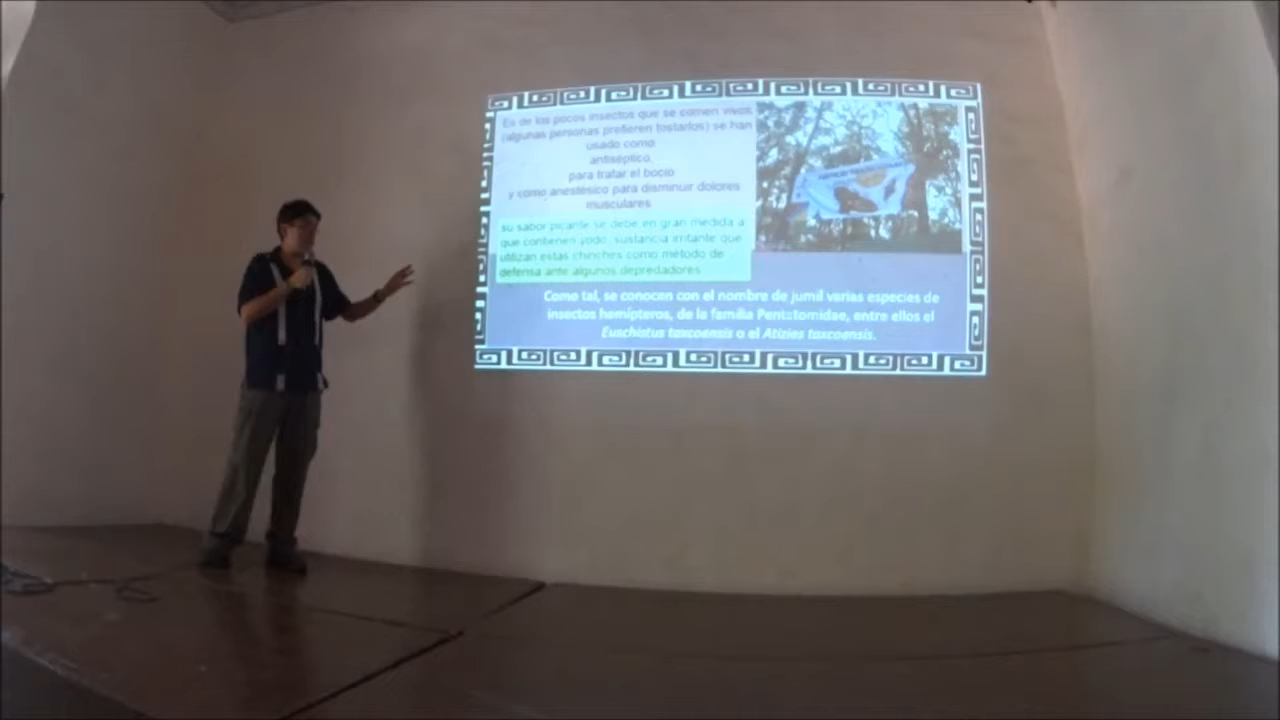 Es de los pocos insectos que se comen vivos,
(algunas personas prefieren tostarlos) se han
usado como
antiséptico,
para tratar el bocio
y como anestésico para disminuir dolores
musculares
su sabor picante se debe en gran medida a
que contienen yodo, sustancia irritante que
utilizan estas chinches como método de
defensa ante algunos depredadores
Como tal, se conocen con el nombre de jumil varias especies de
insectos hemípteros, de la familia Pentatomidae, entre ellos el
Euschistus taxcoensis o el Atizies taxcoensis.